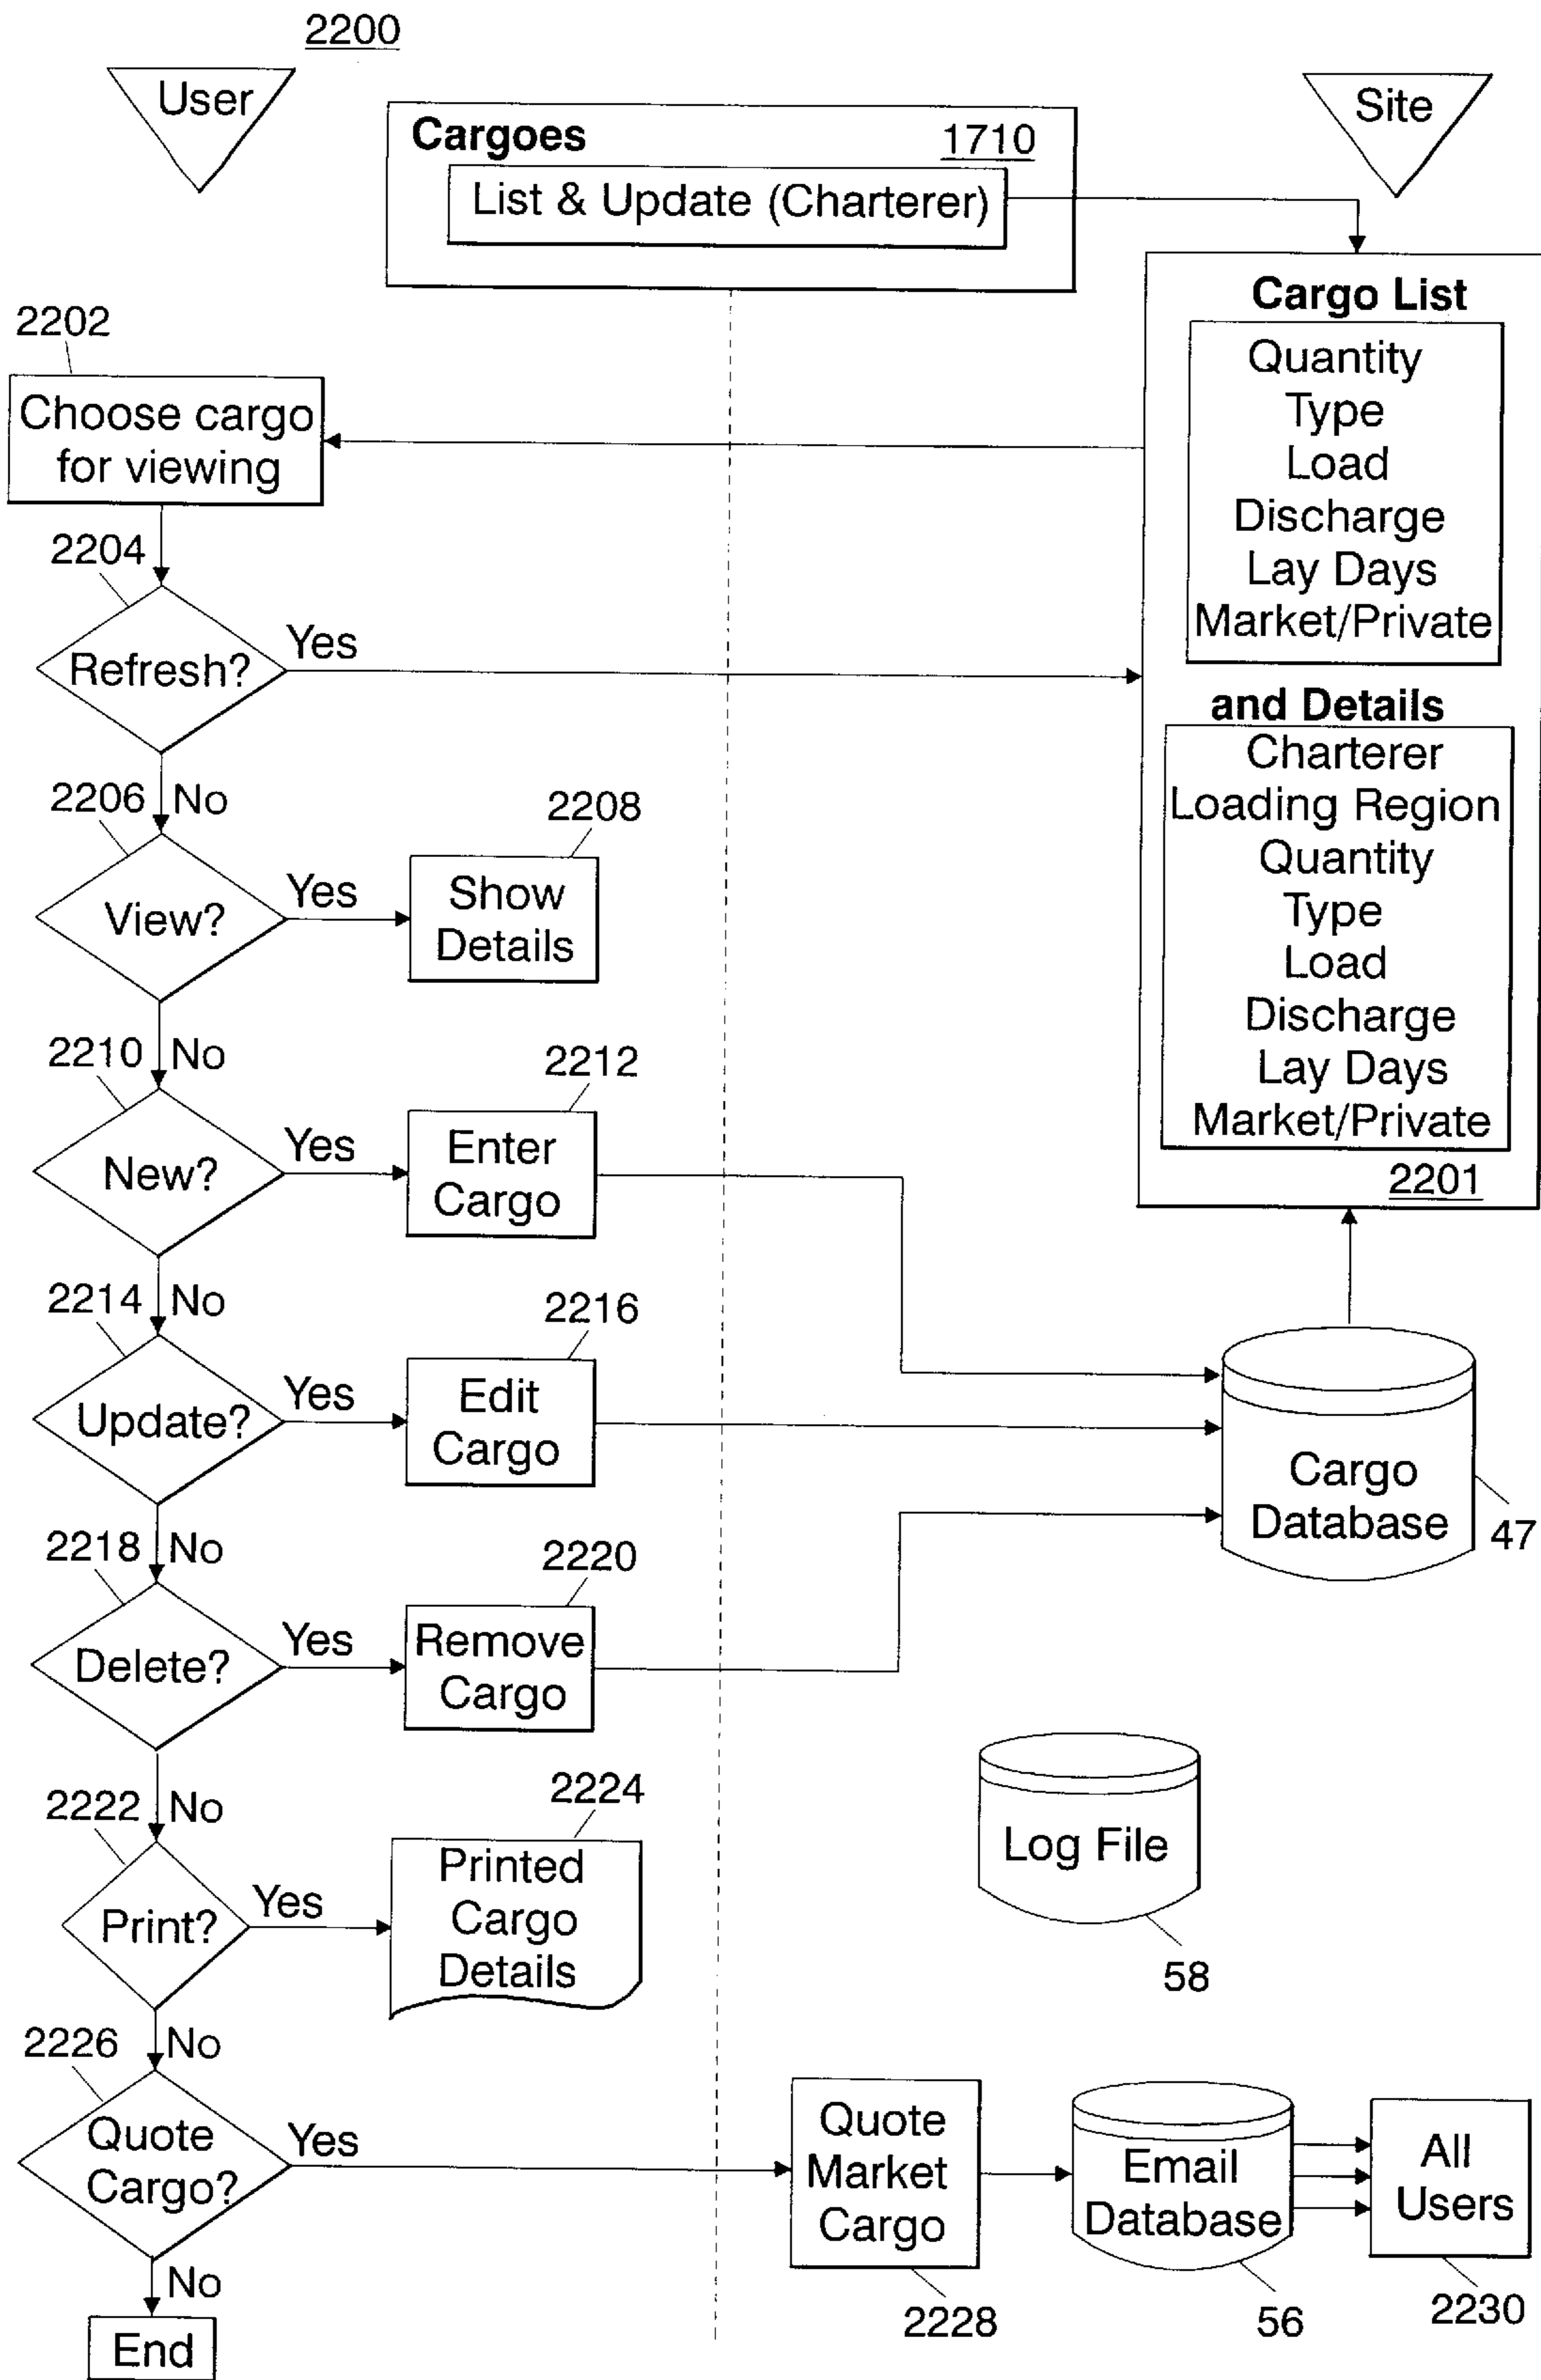 2200
User
Site
Cargoes 1710
List & Update (Charterer)
Cargo List
Quantity
Type
Load
Discharge
Lay Days
Market/Private
and Details
Charterer
Loading Region
Quantity
Type
Load
Discharge
Lay Days
Market/Private
2201
2202
Choose cargo
for viewing
2204
Refresh?
Yes
No
2206
View?
Yes
2208
Show
Details
No
2210
New?
Yes
2212
Enter
Cargo
No
2214
Update?
Yes
2216
Edit
Cargo
Cargo
Database
47
No
2218
Delete?
Yes
2220
Remove
Cargo
No
2222
Print?
Yes
2224
Printed
Cargo
Details
Log File
58
No
2226
Quote
Cargo?
Yes
Quote
Market
Cargo
2228
Email
Database
56
All
Users
2230
No
End